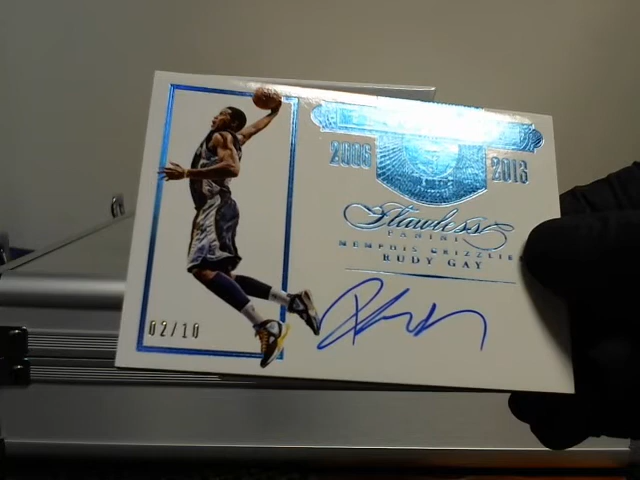 2006 2013
Flawless
PANINI
MEMPHIS GRIZZLIES
RUDY GAY
02/10